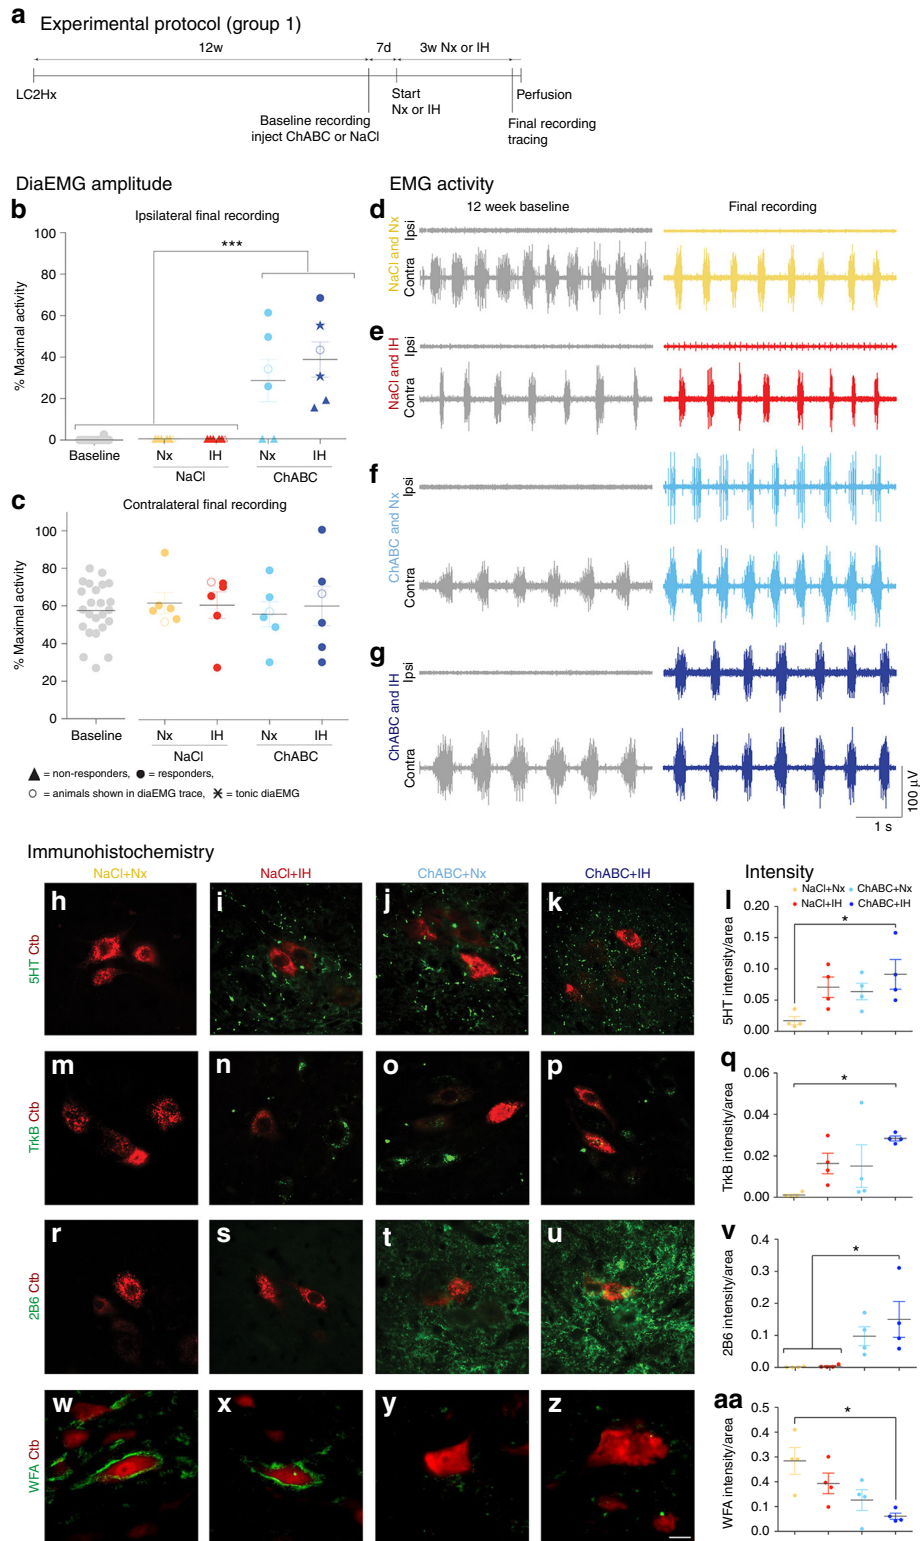 a Experimental protocol (group 1)
12w 7d 3w Nx or IH
LC2Hx
Start
Nx or IH
Perfusion
Baseline recording
inject ChABC or NaCl
Final recording
tracing
DiaEMG amplitude
b
Ipsilateral final recording
% Maximal activity
100
80
60
40
20
0
***
Baseline Nx IH Nx IH
NaCl ChABC
c
Contralateral final recording
% Maximal activity
100
80
60
40
20
0
Baseline Nx IH Nx IH
NaCl ChABC
= non-responders, = responders,
= animals shown in diaEMG trace, = tonic diaEMG
EMG activity
12 week baseline Final recording
d
NaCl and Nx
Ipsi
Contra
e
NaCl and IH
Ipsi
Contra
f
ChABC and Nx
Ipsi
Contra
g
ChABC and IH
Ipsi
Contra
100 μV
1 s
Immunohistochemistry
NaCl+Nx NaCl+IH ChABC+Nx ChABC+IH
5HT Ctb
h i j k
TrkB Ctb
m n o p
2B6 Ctb
r s t u
WFA Ctb
w x y z
Intensity
l
NaCl+Nx ChABC+Nx
NaCl+IH ChABC+IH
5HT intensity/area
0.20
0.15
0.10
0.05
0.00
*
q
TrkB intensity/area
0.06
0.04
0.02
0.00
*
v
2B6 intensity/area
0.4
0.3
0.2
0.1
0.0
*
aa
WFA intensity/area
0.5
0.4
0.3
0.4
0.1
0.0
*